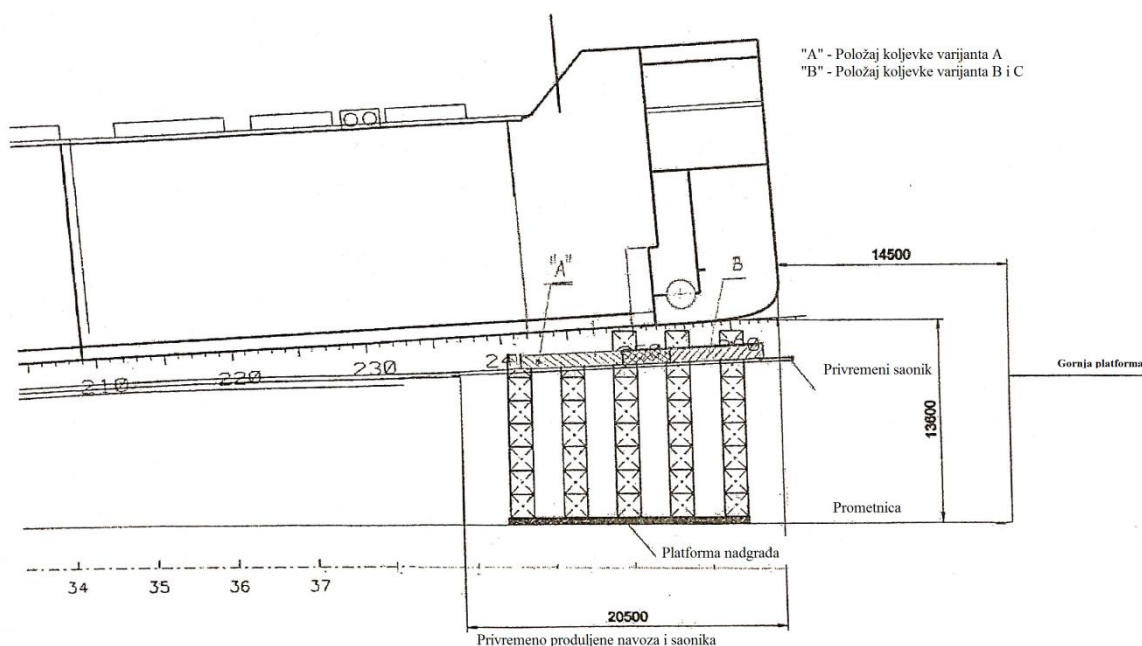 "A" - Položaj koljevke varijanta A
"B" - Položaj koljevke varijanta B i C
"A"
B
14500
210
220
230
Privremeni saonik
Gornja platforma
13600
Prometnica
Platforma nadgrađa
34
35
36
37
20500
Privremeno produljene navoza i saonika